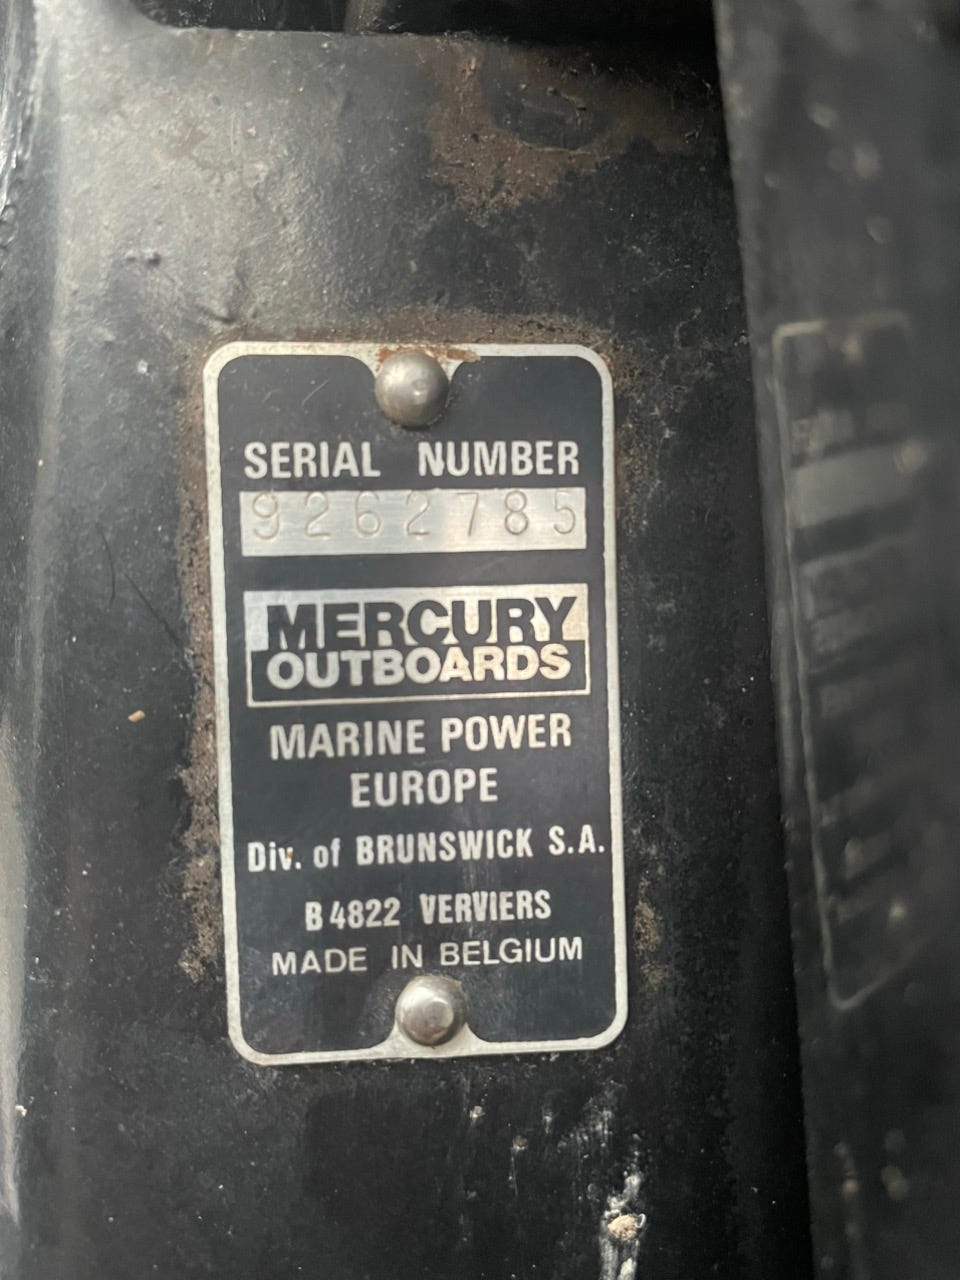 SERIAL NUMBER
9262785
MERCURY
OUTBOARDS
MARINE POWER
EUROPE
Div. of BRUNSWICK S.A.
B 4822 VERVIERS
MADE IN BELGIUM